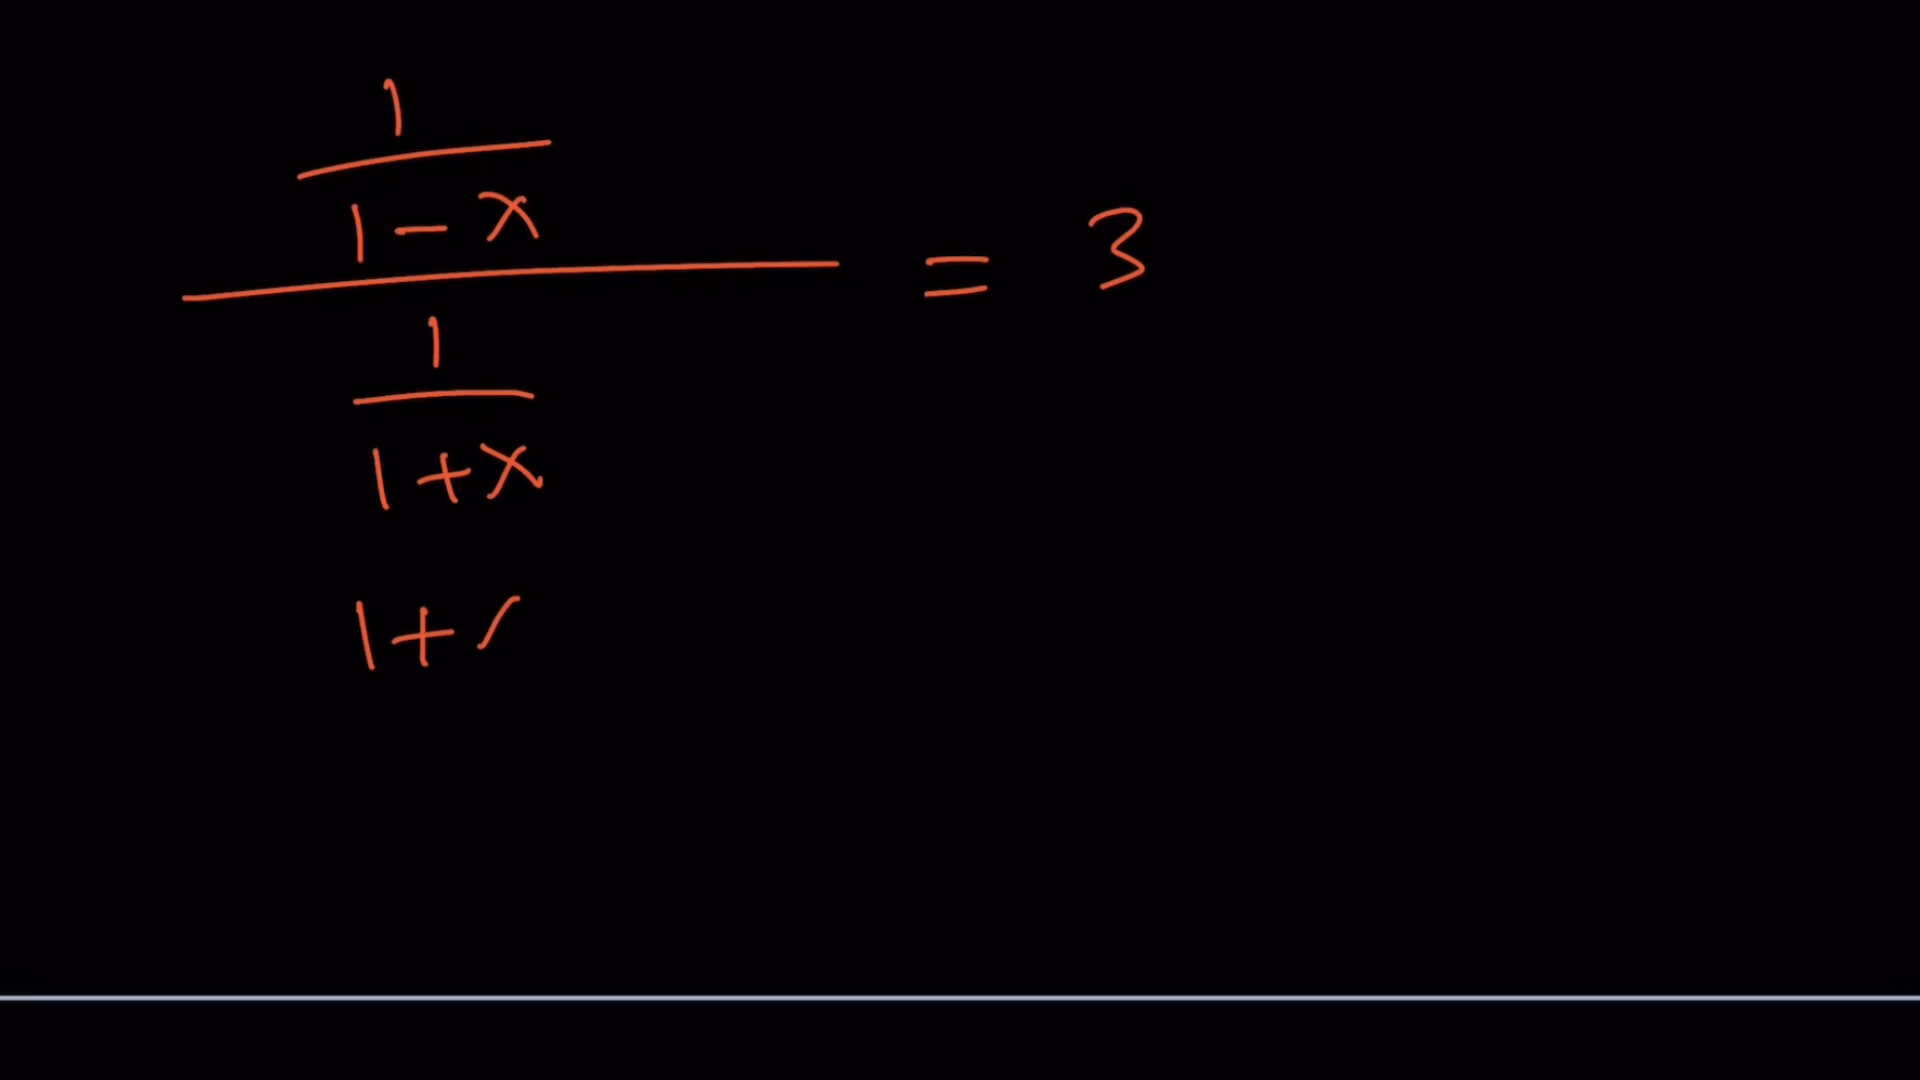 1
1 - x
= 3
1
1 + x
1 +